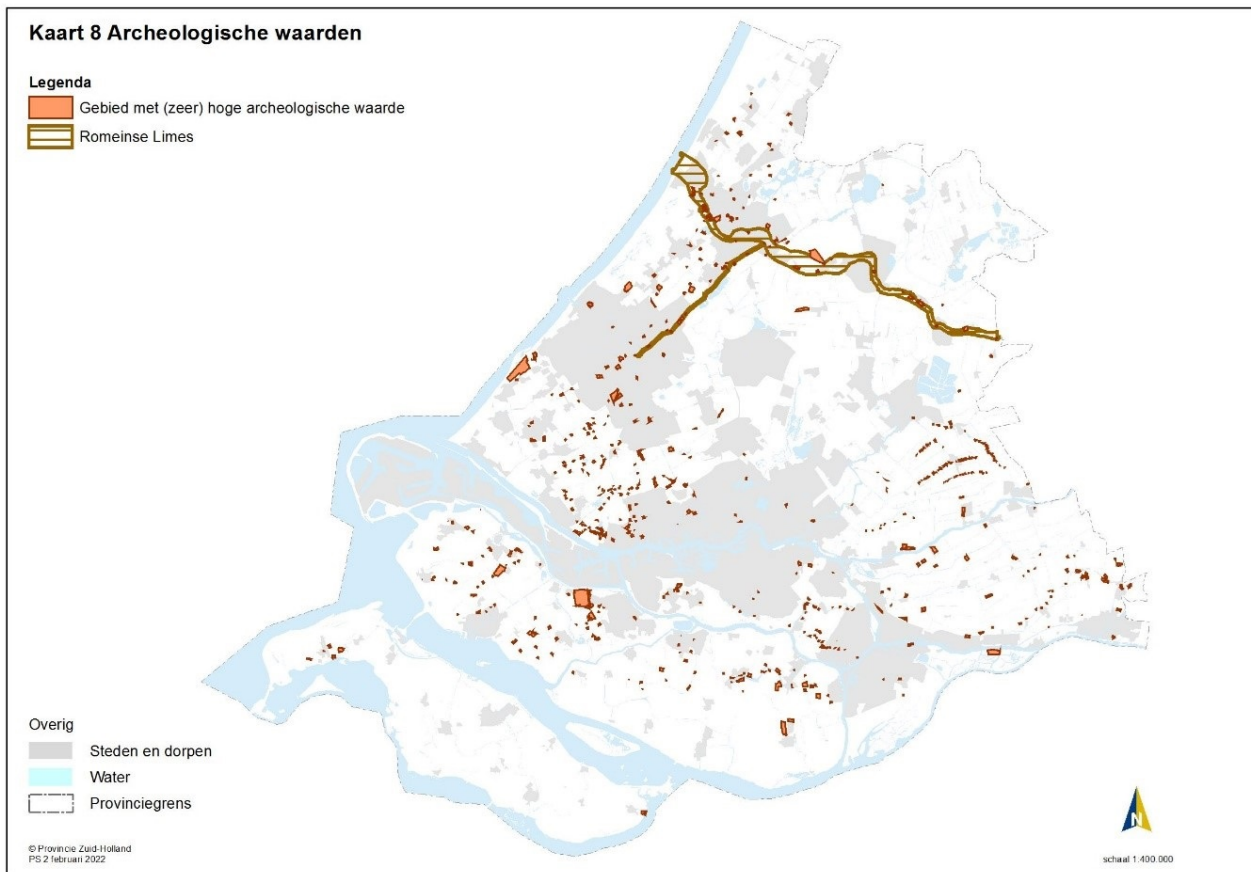 Kaart 8 Archeologische waarden
Legenda
Gebied met (zeer) hoge archeologische waarde
Romeinse Limes
Overig
Steden en dorpen
Water
Provinciegrens
© Provincie Zuid-Holland
PS 2 februari 2022
N
schaal 1:400.000